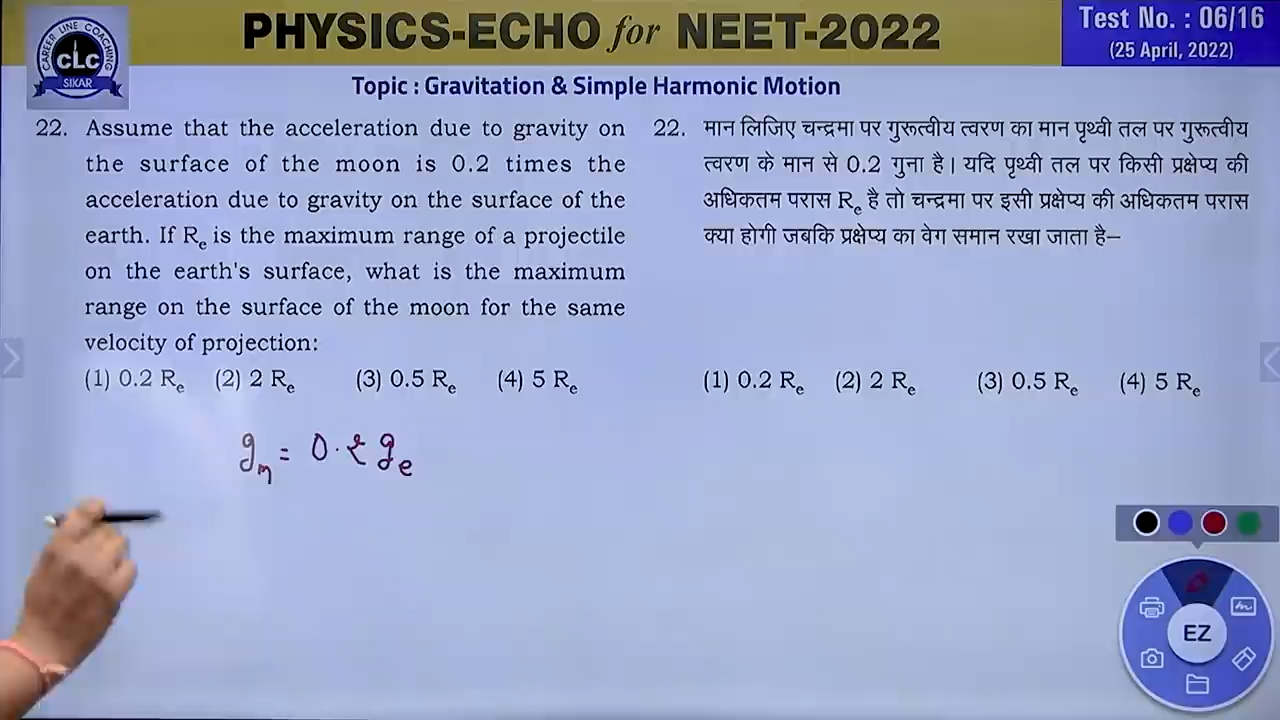 PHYSICS-ECHO for NEET-2022
Test No. : 06/16
(25 April, 2022)
CAREER LINE COACHING
CLC
SIKAR
Topic : Gravitation & Simple Harmonic Motion
22. Assume that the acceleration due to gravity on
the surface of the moon is 0.2 times the
acceleration due to gravity on the surface of the
earth. If Re is the maximum range of a projectile
on the earth's surface, what is the maximum
range on the surface of the moon for the same
velocity of projection:
(1) 0.2 Re (2) 2 Re (3) 0.5 Re (4) 5 Re
22. मान लिजिए चन्द्रमा पर गुरूत्वीय त्वरण का मान पृथ्वी तल पर गुरूत्वीय
त्वरण के मान से 0.2 गुना है। यदि पृथ्वी तल पर किसी प्रक्षेप्य की
अधिकतम परास Re है तो चन्द्रमा पर इसी प्रक्षेप्य की अधिकतम परास
क्या होगी जबकि प्रक्षेप्य का वेग समान रखा जाता है–
(1) 0.2 Re (2) 2 Re (3) 0.5 Re (4) 5 Re
gm = 0.2 ge
EZ